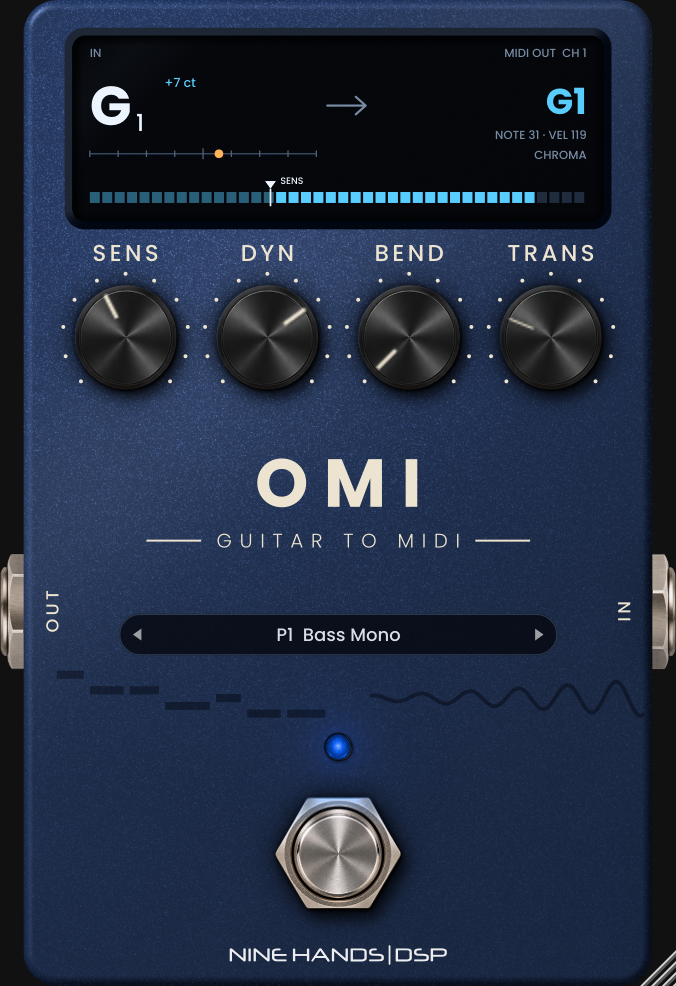 IN MIDI OUT CH 1
G1 +7 ct G1
NOTE 31 · VEL 119
CHROMA
SENS
SENS DYN BEND TRANS
OMI
GUITAR TO MIDI
OUT IN
P1 Bass Mono
NINE HANDS|DSP